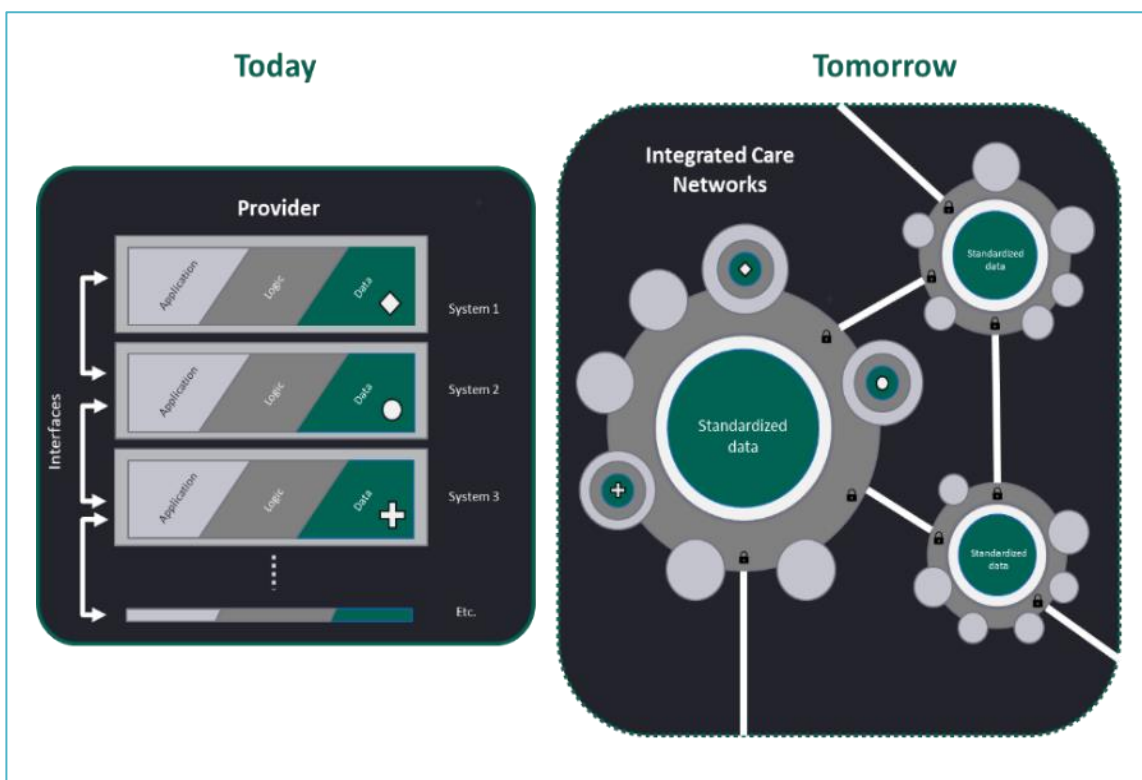 Today
Tomorrow
Provider
Interfaces
Application
Logic
Data
System 1
Application
Logic
Data
System 2
Application
Logic
Data
System 3
Etc.
Integrated Care
Networks
Standardized
data
Standardized
data
Standardized
data